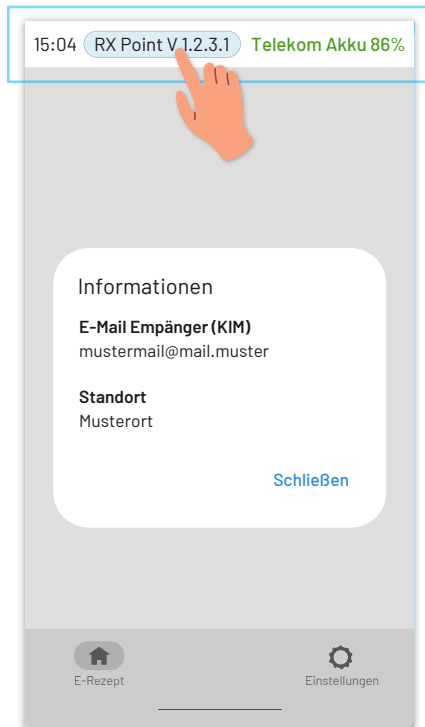 15:04 RX Point V 1.2.3.1 Telekom Akku 86%
Informationen
E-Mail Empänger (KIM)
mustermail@mail.muster
Standort
Musterort
Schließen
E-Rezept Einstellungen